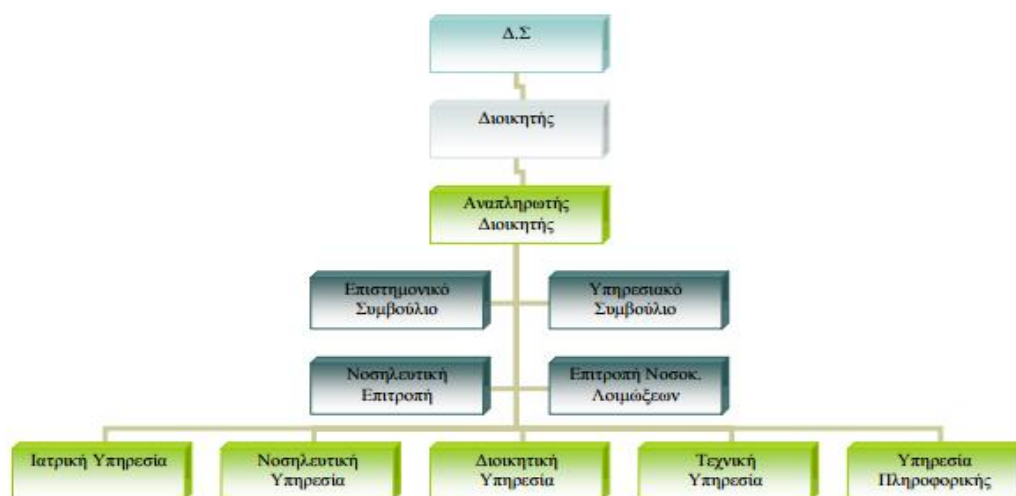 Δ.Σ
Διοικητής
Αναπληρωτής
Διοικητής
Επιστημονικό
Συμβούλιο
Υπηρεσιακό
Συμβούλιο
Νοσηλευτική
Επιτροπή
Επιτροπή Νοσοκ.
Λοιμώξεων
Ιατρική Υπηρεσία
Νοσηλευτική
Υπηρεσία
Διοικητική
Υπηρεσία
Τεχνική
Υπηρεσία
Υπηρεσία
Πληροφορικής